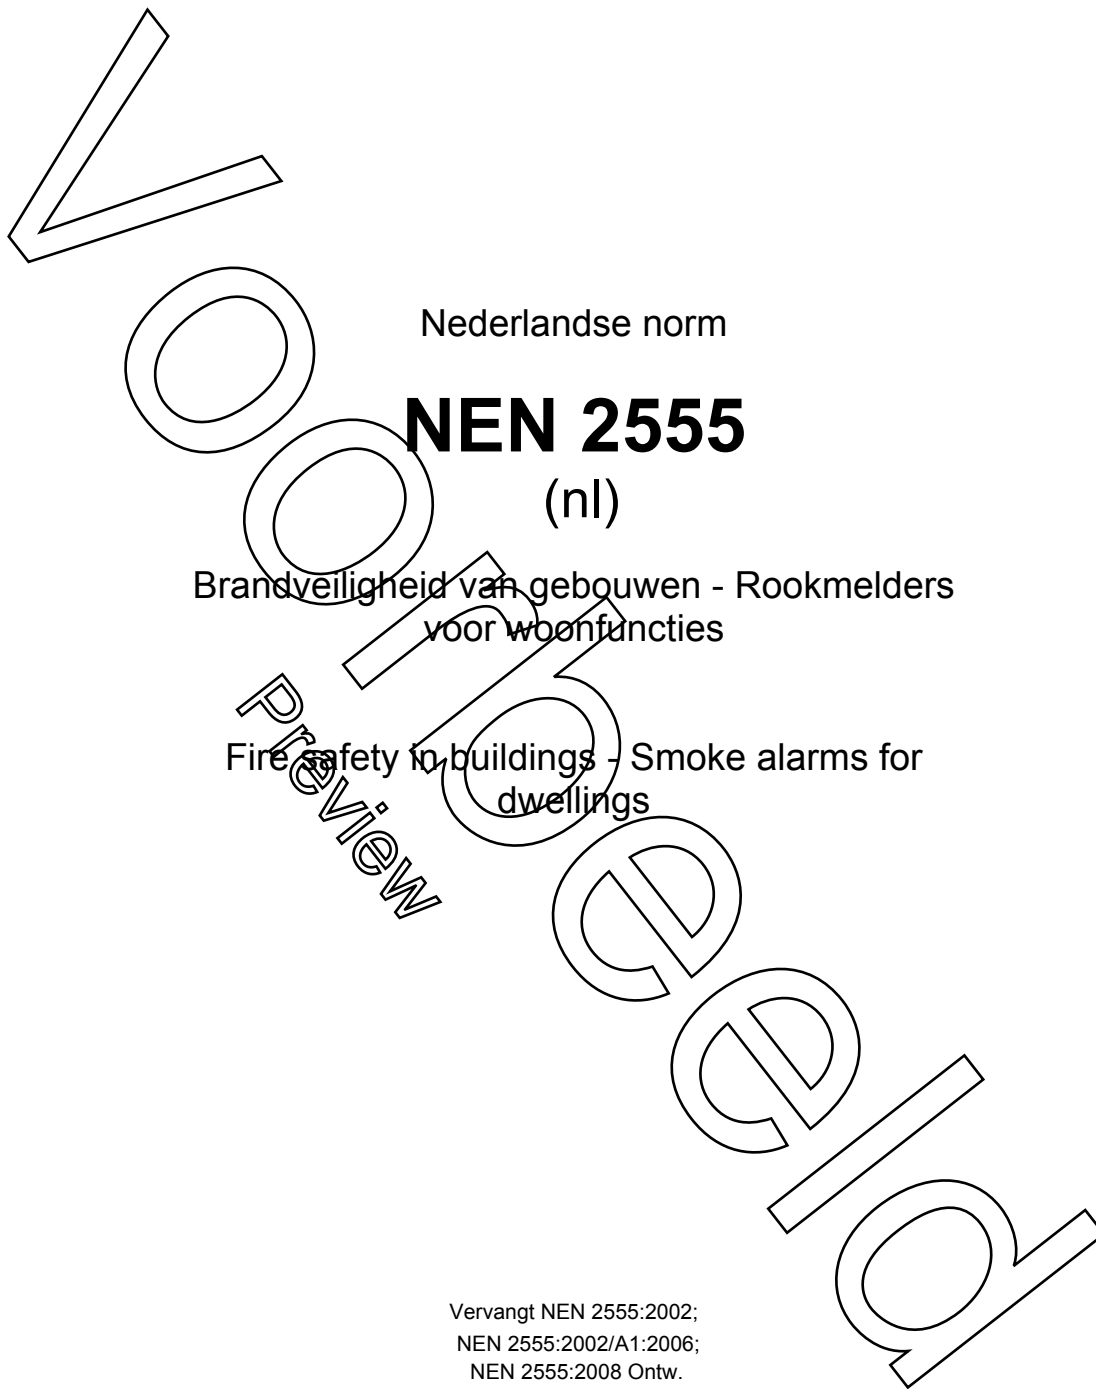 Nederlandse norm
NEN 2555
(nl)
Brandveiligheid van gebouwen - Rookmelders
voor woonfuncties
Fire safety in buildings - Smoke alarms for
dwellings
Voorbeeld
Preview
Vervangt NEN 2555:2002;
NEN 2555:2002/A1:2006;
NEN 2555:2008 Ontw.